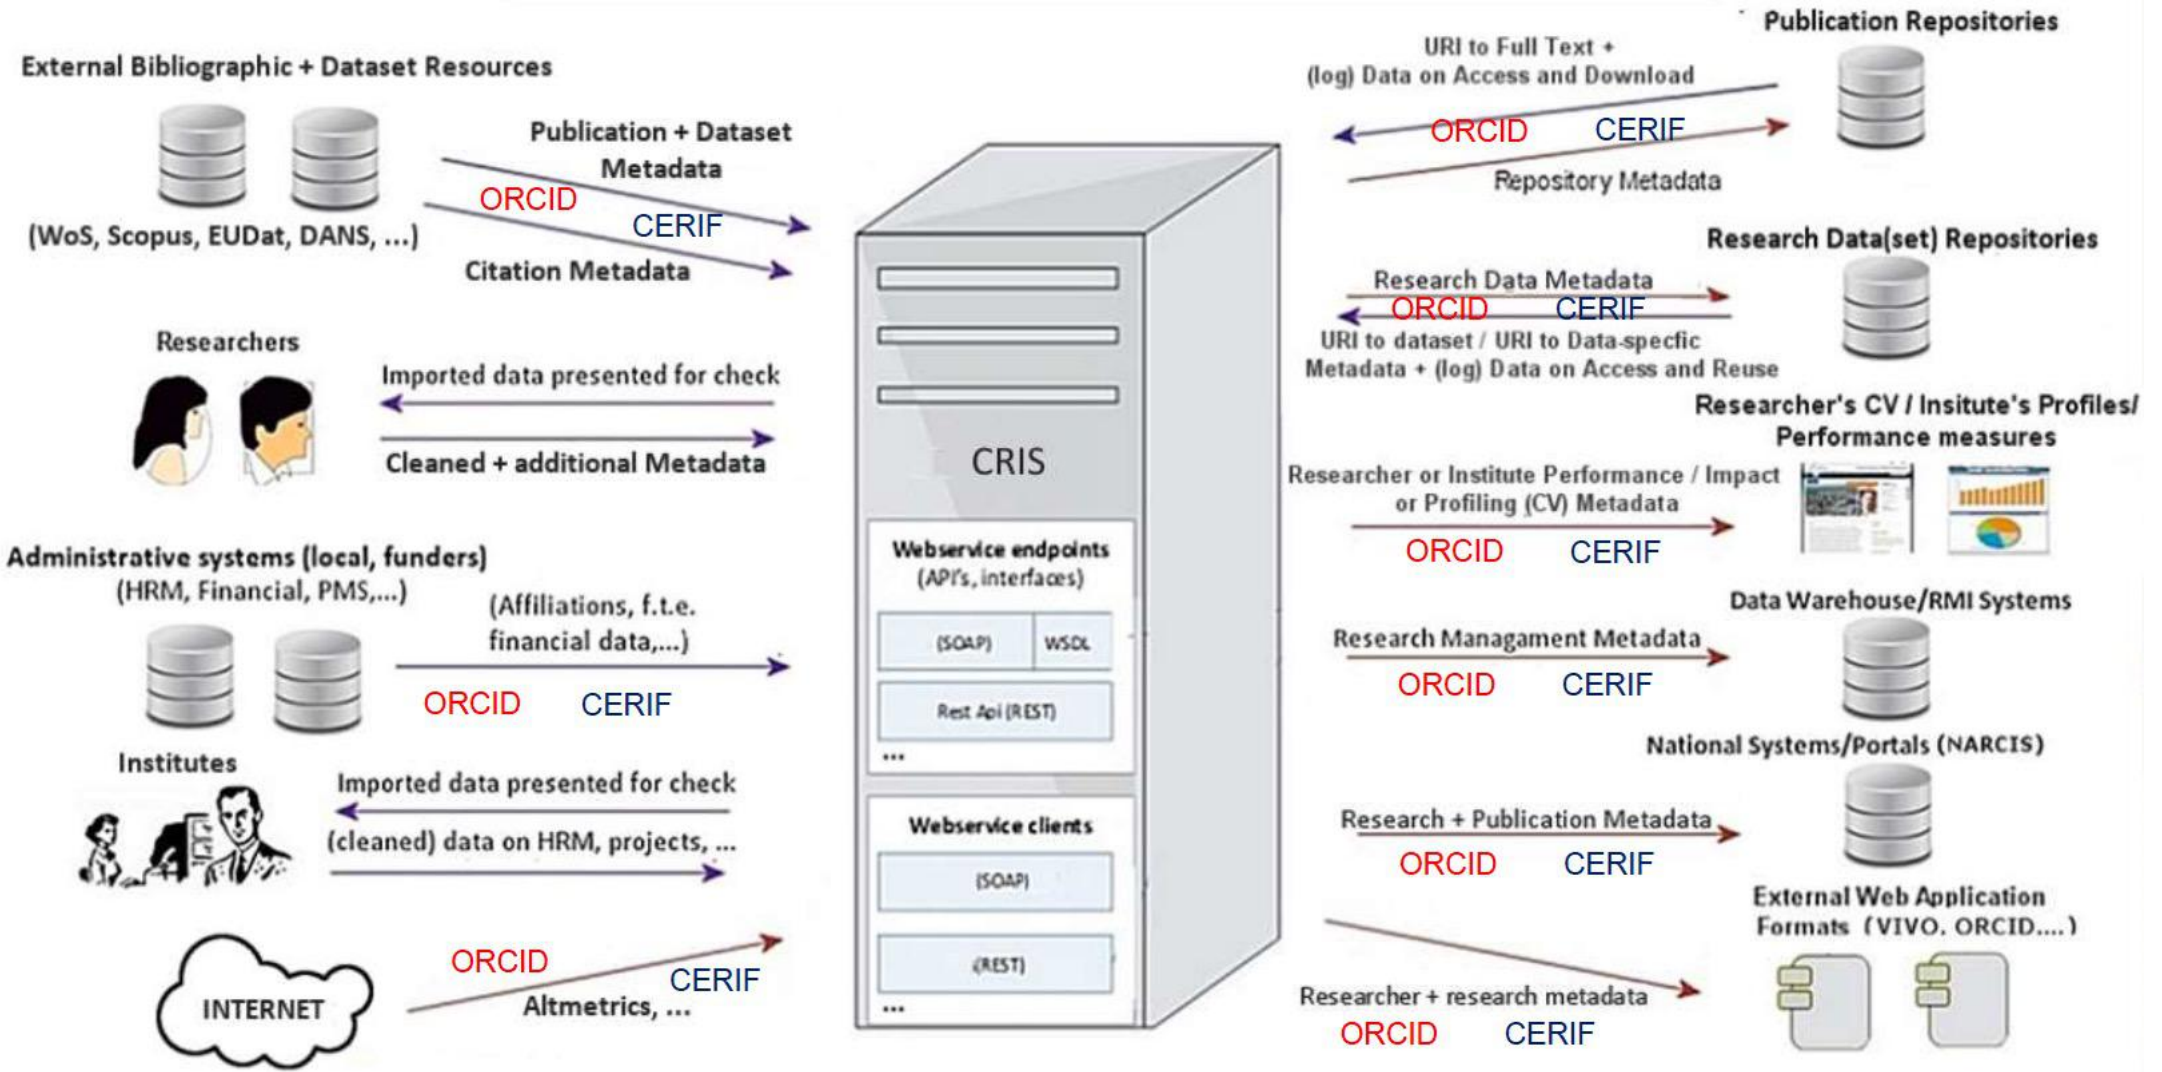 External Bibliographic + Dataset Resources
(WoS, Scopus, EUDat, DANS, ...)
Publication + Dataset
Metadata
ORCID
CERIF
Citation Metadata
Researchers
Imported data presented for check
Cleaned + additional Metadata
Administrative systems (local, funders)
(HRM, Financial, PMS,...)
(Affiliations, f.t.e.
financial data,...)
ORCID CERIF
Institutes
Imported data presented for check
(cleaned) data on HRM, projects, ...
INTERNET
ORCID
CERIF
Altmetrics, ...
CRIS
Webservice endpoints
(API's, interfaces)
(SOAP) WSDL
Rest Api (REST)
...
Webservice clients
(SOAP)
(REST)
...
Publication Repositories
URI to Full Text +
(log) Data on Access and Download
ORCID CERIF
Repository Metadata
Research Data(set) Repositories
Research Data Metadata
ORCID CERIF
URI to dataset / URI to Data-specfic
Metadata + (log) Data on Access and Reuse
Researcher's CV / Insitute's Profiles/
Performance measures
Researcher or Institute Performance / Impact
or Profiling (CV) Metadata
ORCID CERIF
Data Warehouse/RMI Systems
Research Managament Metadata
ORCID CERIF
National Systems/Portals (NARCIS)
Research + Publication Metadata
ORCID CERIF
External Web Application
Formats (VIVO, ORCID....)
Researcher + research metadata
ORCID CERIF